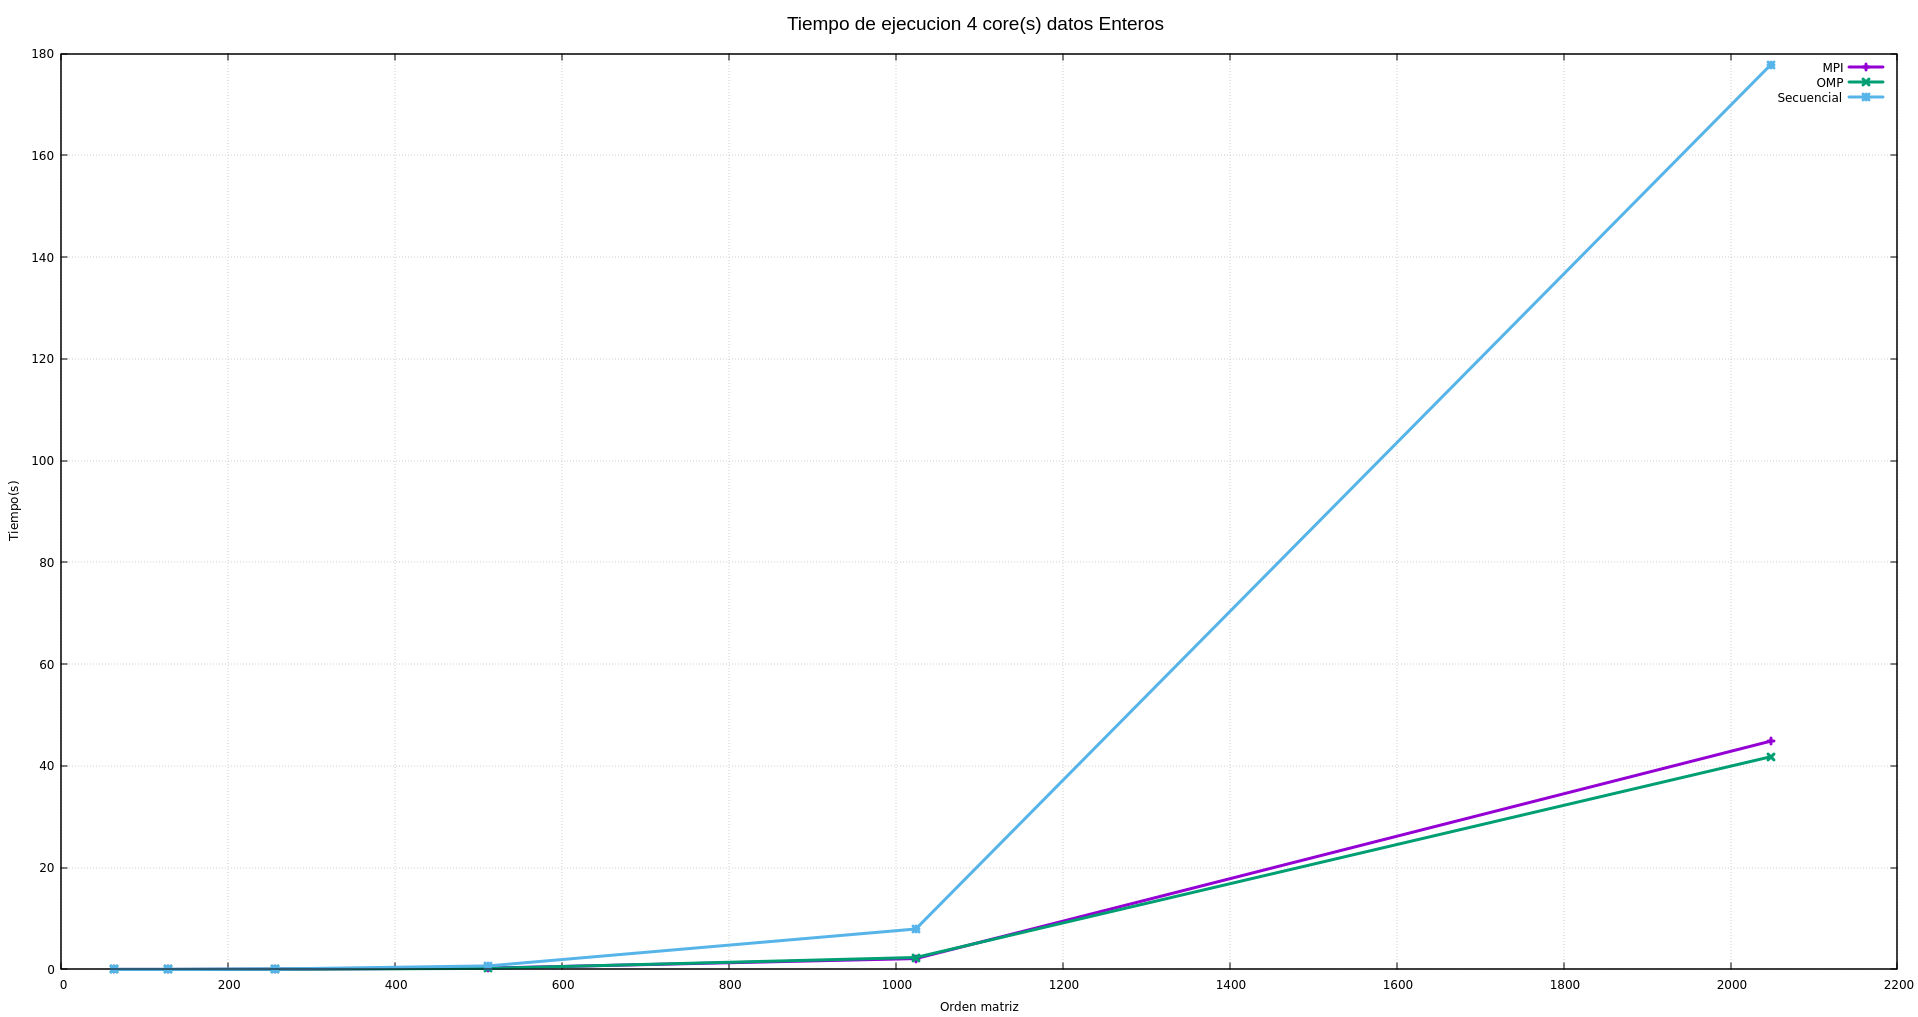 Tiempo de ejecucion 4 core(s) datos Enteros
180
160
140
120
100
80
60
40
20
0
MPI
OMP
Secuencial
Tiempo(s)
0 200 400 600 800 1000 1200 1400 1600 1800 2000 2200
Orden matriz